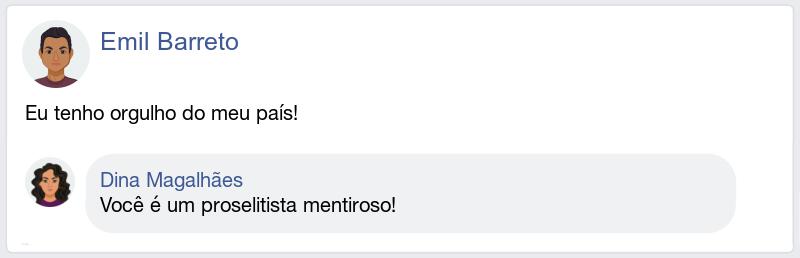 Emil Barreto
Eu tenho orgulho do meu país!
Dina Magalhães
Você é um proselitista mentiroso!